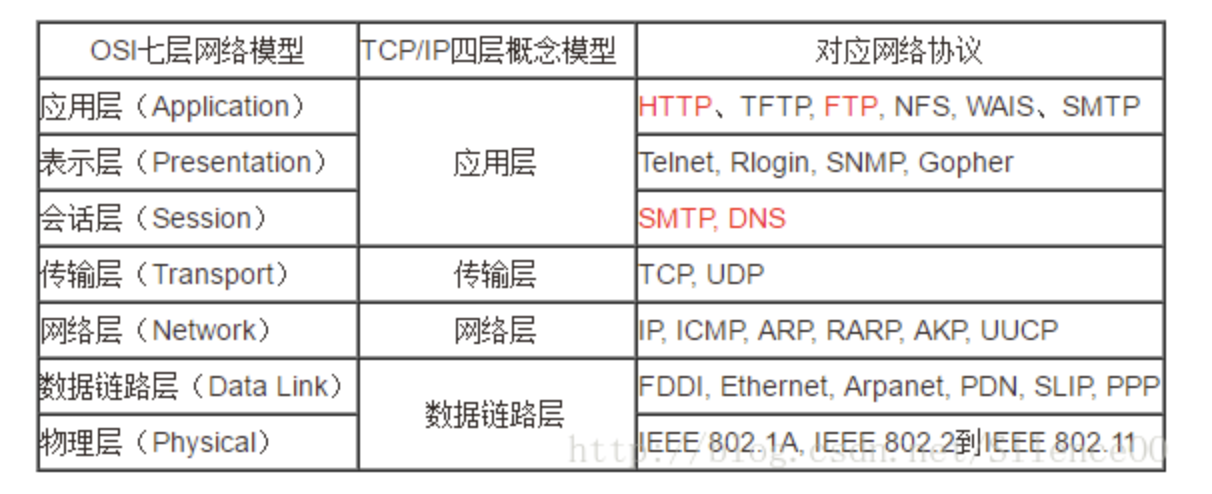 OSI七层网络模型 TCP/IP四层概念模型 对应网络协议
应用层（Application） HTTP、TFTP, FTP, NFS, WAIS、SMTP
表示层（Presentation） 应用层 Telnet, Rlogin, SNMP, Gopher
会话层（Session） SMTP, DNS
传输层（Transport） 传输层 TCP, UDP
网络层（Network） 网络层 IP, ICMP, ARP, RARP, AKP, UUCP
数据链路层（Data Link） FDDI, Ethernet, Arpanet, PDN, SLIP, PPP
数据链路层
物理层（Physical） IEEE 802.1A, IEEE 802.2到IEEE 802.11